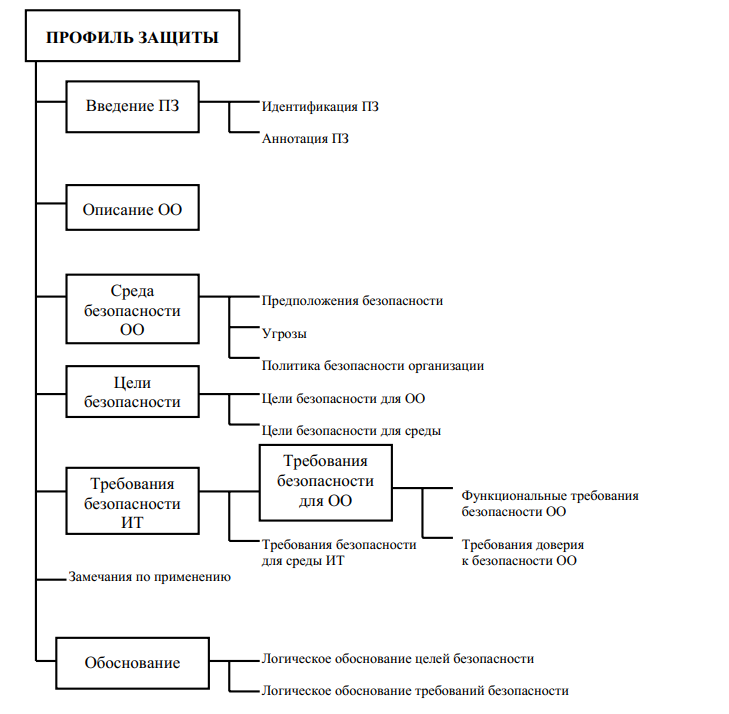 ПРОФИЛЬ ЗАЩИТЫ
Введение ПЗ
Идентификация ПЗ
Аннотация ПЗ
Описание ОО
Среда
безопасности
ОО
Предположения безопасности
Угрозы
Политика безопасности организации
Цели
безопасности
Цели безопасности для ОО
Цели безопасности для среды
Требования
безопасности
ИТ
Требования
безопасности
для ОО
Функциональные требования
безопасности ОО
Требования доверия
к безопасности ОО
Требования безопасности
для среды ИТ
Замечания по применению
Обоснование
Логическое обоснование целей безопасности
Логическое обоснование требований безопасности